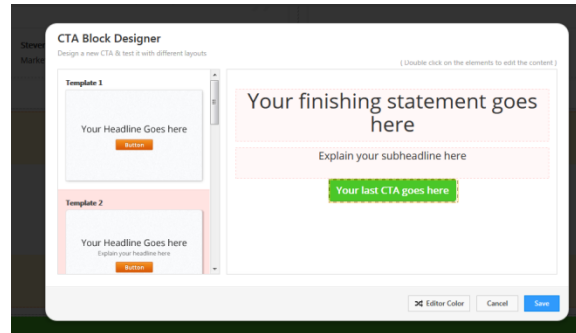 Steven
Marke
CTA Block Designer
Design a new CTA & test it with different layouts
( Double click on the elements to edit the content )
Template 1
Your Headline Goes here
Button
Template 2
Your Headline Goes here
Explain your headline here
Button
Your finishing statement goes
here
Explain your subheadline here
Your last CTA goes here
Editor Color
Cancel
Save